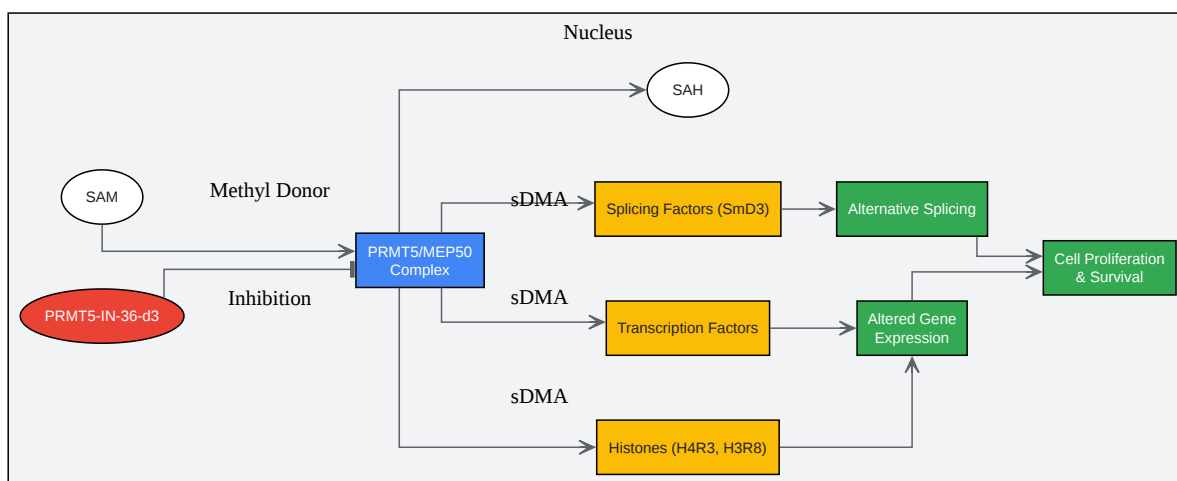 Nucleus
SAH
SAM
Methyl Donor
sDMA
Splicing Factors (SmD3)
Alternative Splicing
PRMT5/MEP50
Complex
Cell Proliferation
& Survival
PRMT5-IN-36-d3
Inhibition
sDMA
Transcription Factors
Altered Gene
Expression
sDMA
Histones (H4R3, H3R8)